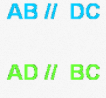 AB // DC
AD // BC